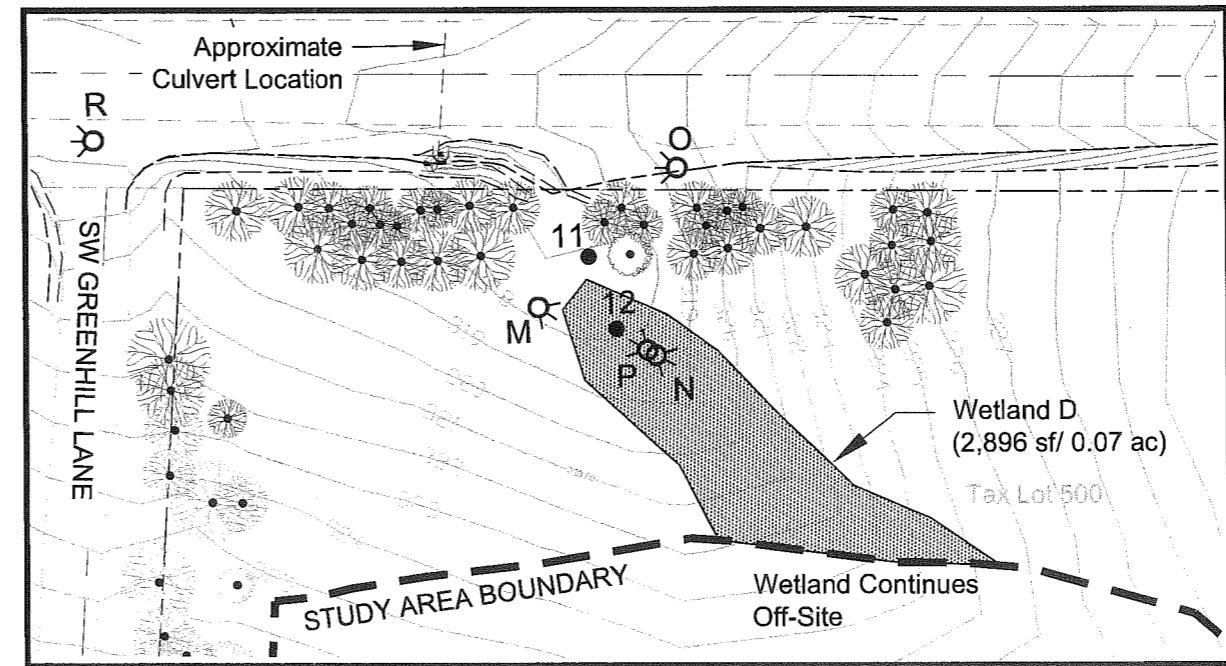 Approximate
Culvert Location
R
O
SW GREENHILL LANE
11
12
M
P
N
Wetland D
(2,896 sf/ 0.07 ac)
Tax Lot 500
STUDY AREA BOUNDARY
Wetland Continues
Off-Site